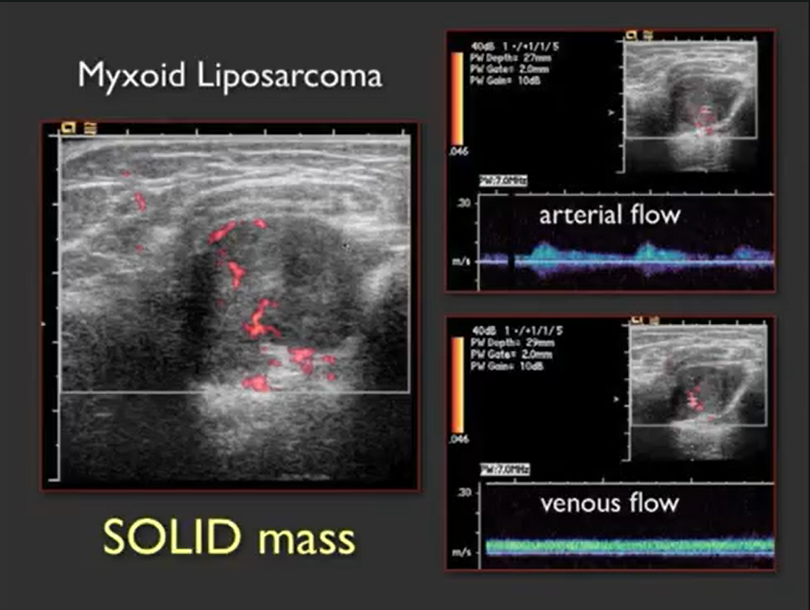 Myxoid Liposarcoma
SOLID mass
40dB 1 ·/+1/1/5
PW Depth= 27mm
PW Gate= 2.0mm
PW Gain= 10dB
.046
PW:7.0MHz
.30
arterial flow
m/s
40dB 1 ·/+1/1/5
PW Depth= 29mm
PW Gate= 2.0mm
PW Gain= 10dB
.046
PW:7.0MHz
.30
venous flow
m/s